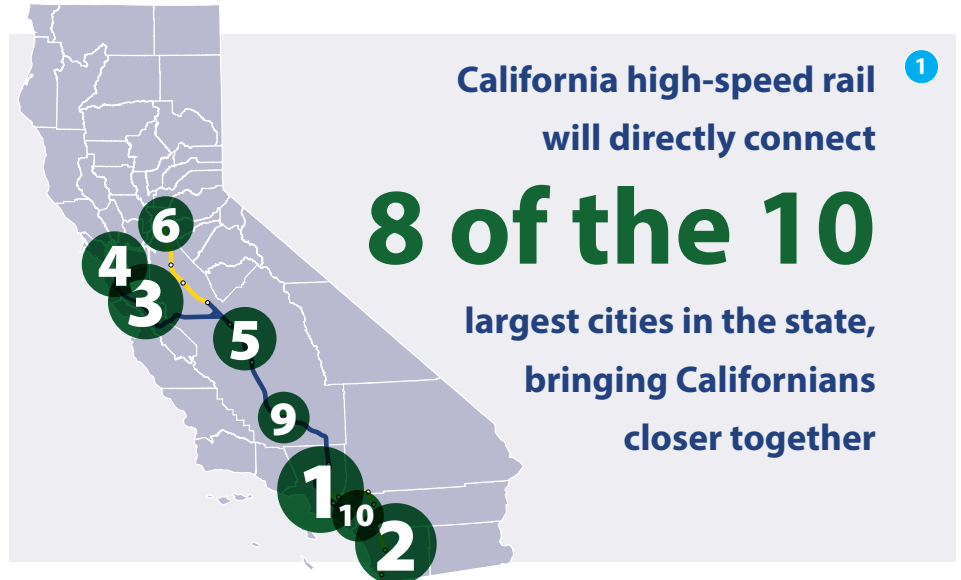 California high-speed rail
1
will directly connect
8 of the 10
largest cities in the state,
bringing Californians
closer together
6
4
3
5
9
1
10
2